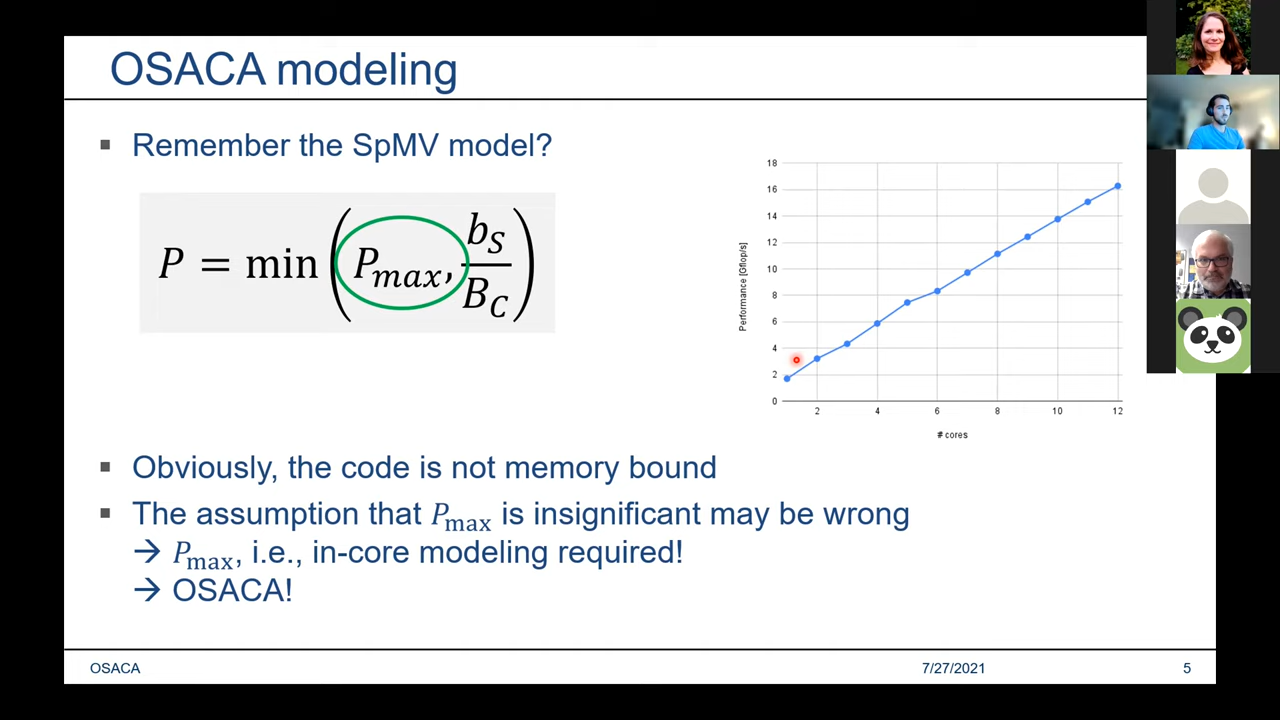 OSACA modeling
▪ Remember the SpMV model?
P = min(P_max, b_S / B_C)
18
16
14
12
10
8
6
4
2
0
Performance [Gflop/s]
2 4 6 8 10 12
# cores
▪ Obviously, the code is not memory bound
▪ The assumption that P_max is insignificant may be wrong
→ P_max, i.e., in-core modeling required!
→ OSACA!
OSACA 7/27/2021 5